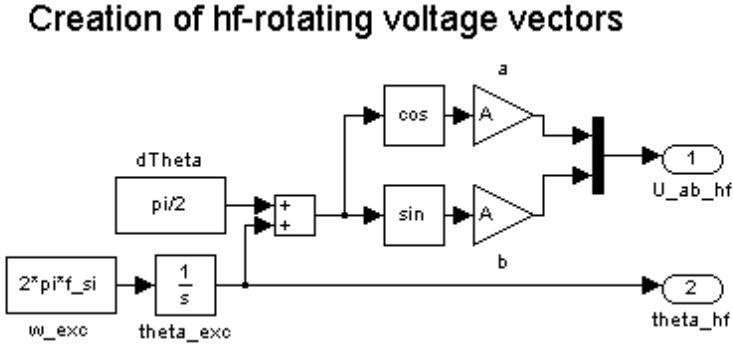 Creation of hf-rotating voltage vectors
a
cos
A
dTheta
pi/2
+
+
sin
A
1
U_ab_hf
b
2*pi*f_si
1
s
2
w_exc
theta_exc
theta_hf